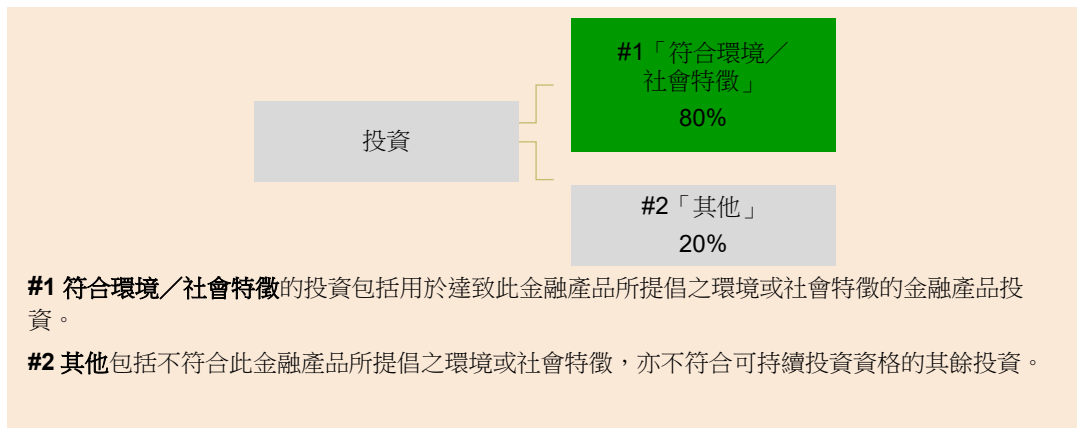 #1「符合環境／
社會特徵」
80%
投資
#2「其他」
20%
#1 符合環境／社會特徵的投資包括用於達致此金融產品所提倡之環境或社會特徵的金融產品投
資。
#2 其他包括不符合此金融產品所提倡之環境或社會特徵，亦不符合可持續投資資格的其餘投資。